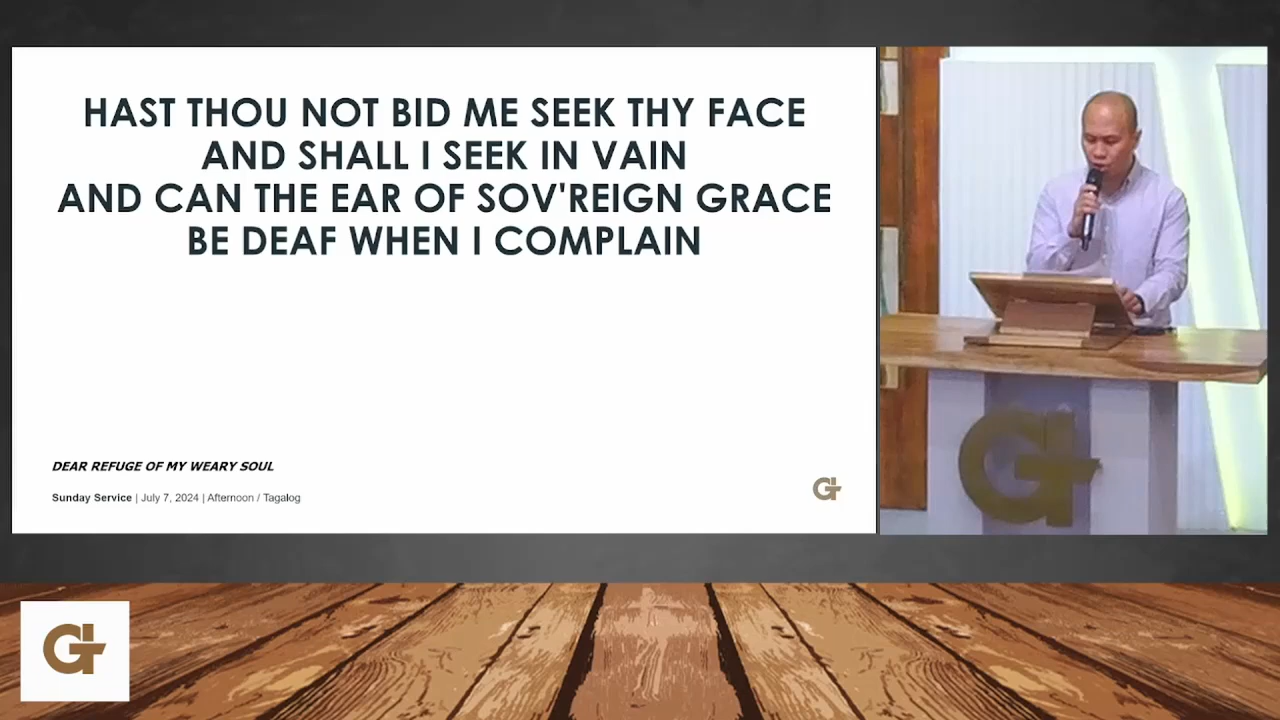 HAST THOU NOT BID ME SEEK THY FACE
AND SHALL I SEEK IN VAIN
AND CAN THE EAR OF SOV'REIGN GRACE
BE DEAF WHEN I COMPLAIN
DEAR REFUGE OF MY WEARY SOUL
Sunday Service | July 7, 2024 | Afternoon / Tagalog